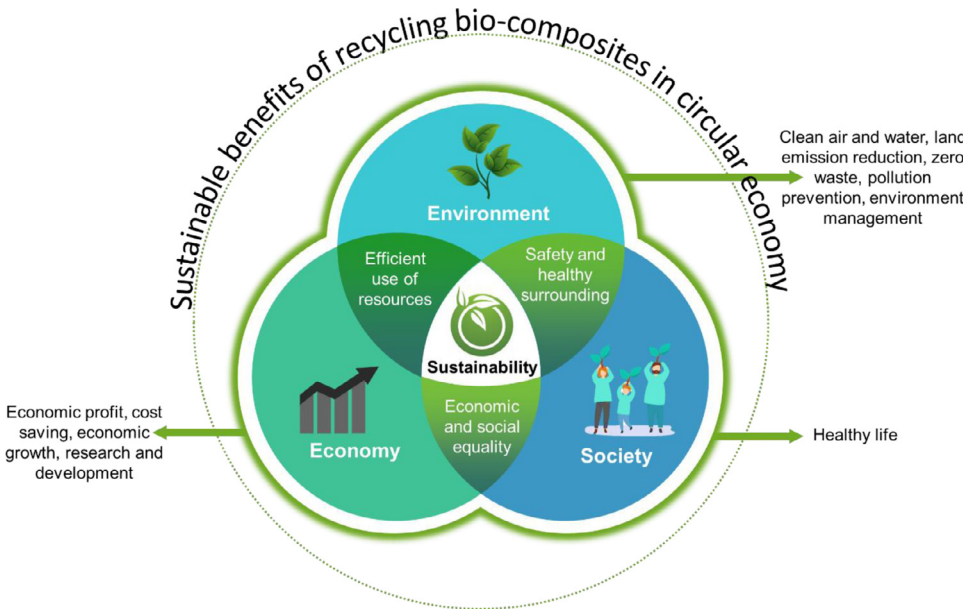 Sustainable benefits of recycling bio-composites in circular economy
Clean air and water, land
emission reduction, zero
waste, pollution
prevention, environment
management
Environment
Efficient
use of
resources
Safety and
healthy
surrounding
Sustainability
Economic
and social
equality
Economy
Society
Economic profit, cost
saving, economic
growth, research and
development
Healthy life